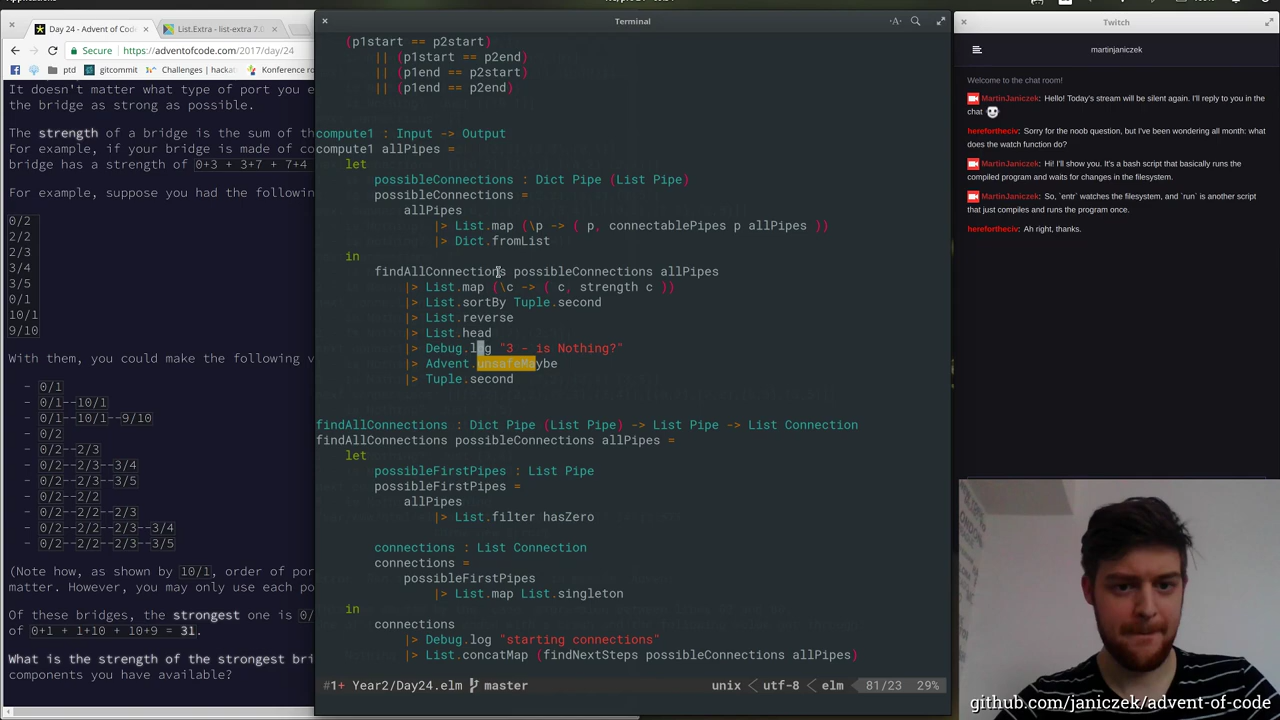 Day 24 - Advent of Cod
List.Extra - list-extra 7.0
Secure
https://adventofcode.com/2017/day/24
ptd
gitcommit
Challenges | hacka
Konference ro
It doesn't matter what type of port you e
the bridge as strong as possible.
The strength of a bridge is the sum of th
For example, if your bridge is made of c
bridge has a strength of 0+3 + 3+7 + 7+4
For example, suppose you had the followin
0/2
2/2
2/3
3/4
3/5
0/1
10/1
9/10
With them, you could make the following v
- 0/1
- 0/1--10/1
- 0/1--10/1--9/10
- 0/2
- 0/2--2/3
- 0/2--2/3--3/4
- 0/2--2/3--3/5
- 0/2--2/2
- 0/2--2/2--2/3
- 0/2--2/2--2/3--3/4
- 0/2--2/2--2/3--3/5
(Note how, as shown by 10/1, order of por
matter. However, you may only use each po
Of these bridges, the strongest one is 0/
of 0+1 + 1+10 + 10+9 = 31.
What is the strength of the strongest bri
components you have available?
Terminal
(p1start == p2start)
|| (p1start == p2end)
|| (p1end == p2start)
|| (p1end == p2end)
compute1 : Input -> Output
compute1 allPipes =
let
possibleConnections : Dict Pipe (List Pipe)
possibleConnections =
allPipes
|> List.map (\p -> ( p, connectablePipes p allPipes ))
|> Dict.fromList
in
findAllConnections possibleConnections allPipes
|> List.map (\c -> ( c, strength c ))
|> List.sortBy Tuple.second
|> List.reverse
|> List.head
|> Debug.log "3 - is Nothing?"
|> Advent.unsafeMaybe
|> Tuple.second
findAllConnections : Dict Pipe (List Pipe) -> List Pipe -> List Connection
findAllConnections possibleConnections allPipes =
let
possibleFirstPipes : List Pipe
possibleFirstPipes =
allPipes
|> List.filter hasZero
connections : List Connection
connections =
possibleFirstPipes
|> List.map List.singleton
in
connections
|> Debug.log "starting connections"
|> List.concatMap (findNextSteps possibleConnections allPipes)
#1+ Year2/Day24.elm master
unix < utf-8 < elm
81/23
29%
Twitch
martinjaniczek
Welcome to the chat room!
MartinJaniczek: Hello! Today's stream will be silent again. I'll reply to you in the
chat
hereforthecivj: Sorry for the noob question, but I've been wondering all month: what
does the watch function do?
MartinJaniczek: Hi! I'll show you. It's a bash script that basically runs the
compiled program and waits for changes in the filesystem.
MartinJaniczek: So, `entr` watches the filesystem, and `run` is another script
that just compiles and runs the program once.
hereforthecivj: Ah right, thanks.
github.com/janiczek/advent-of-code